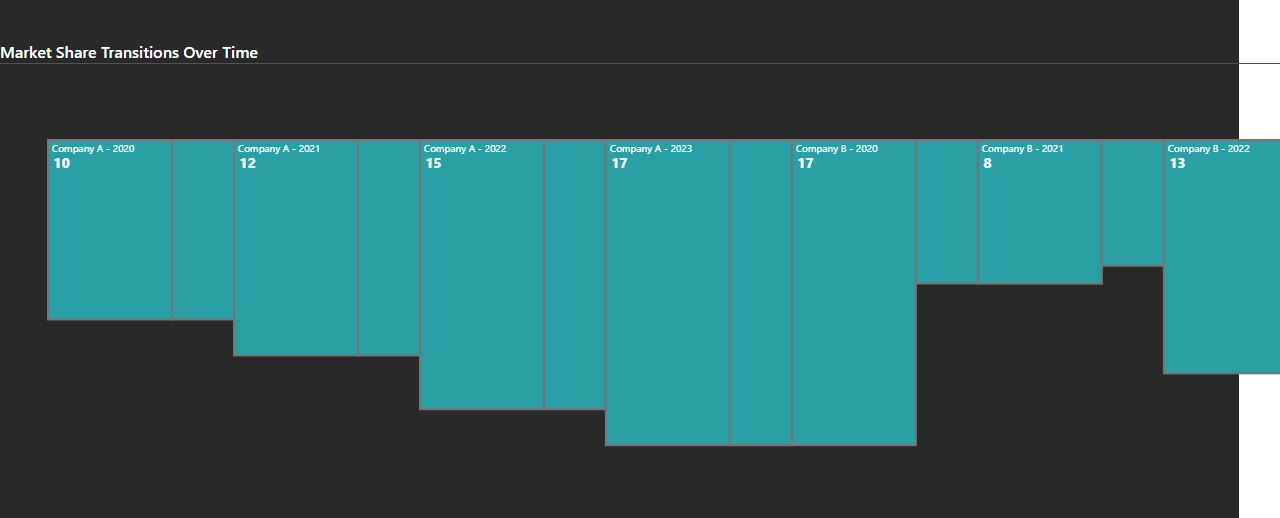 Market Share Transitions Over Time
Company A - 2020
10
Company A - 2021
12
Company A - 2022
15
Company A - 2023
17
Company B - 2020
17
Company B - 2021
8
Company B - 2022
13